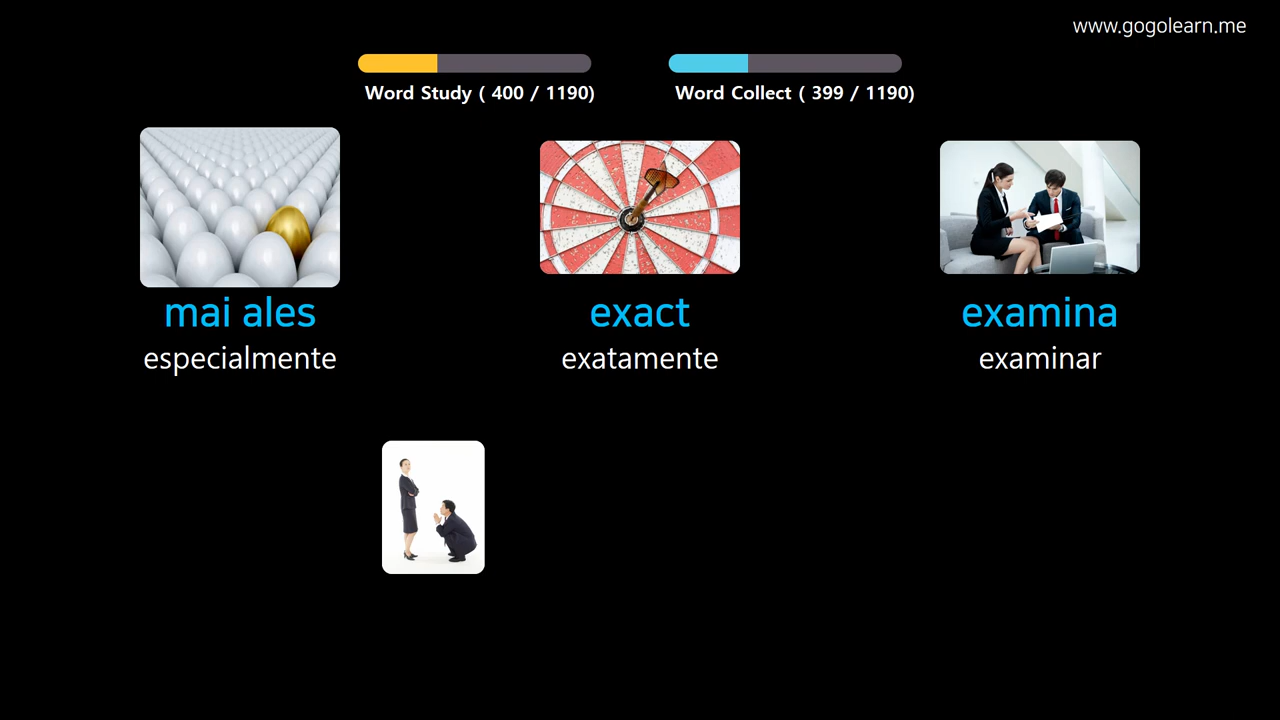 www.gogolearn.me
Word Study ( 400 / 1190)
Word Collect ( 399 / 1190)
mai ales
exact
examina
especialmente
exatamente
examinar